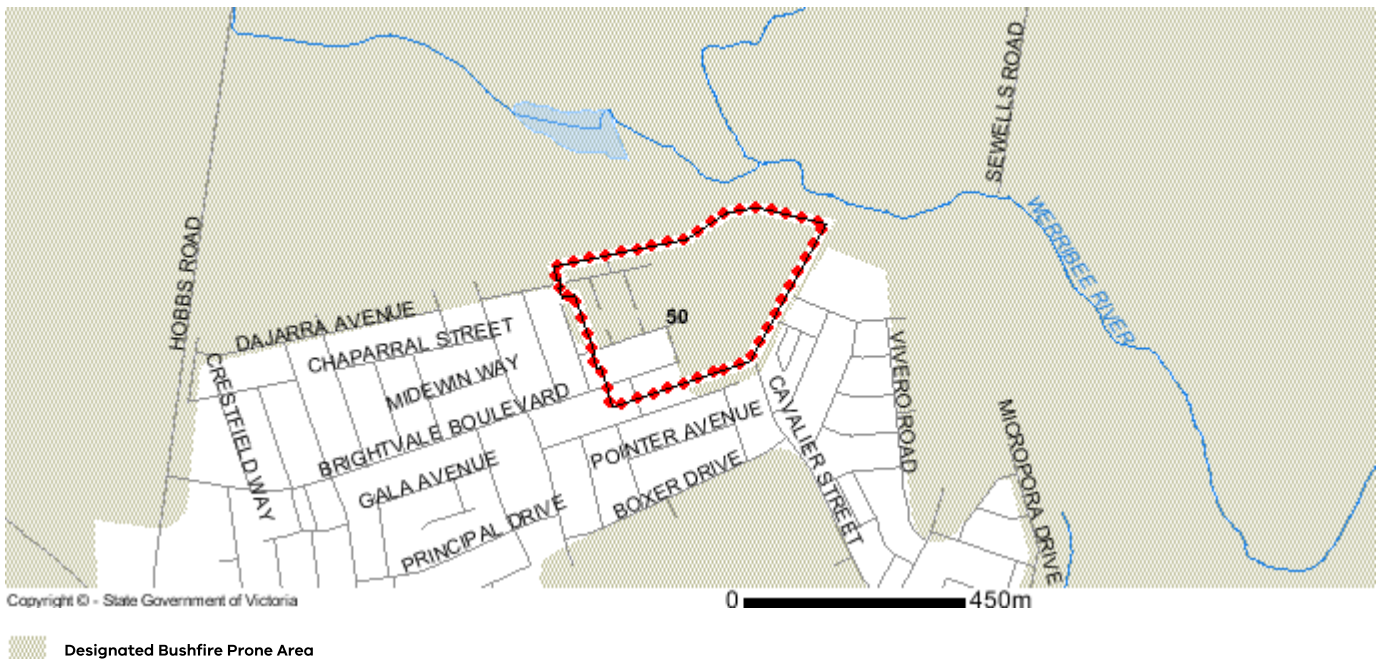 SEWELLS ROAD
HOBBS ROAD
WERRIBEE RIVER
DAJARRA AVENUE
CHAPARRAL STREET
50
MIDEWIN WAY
VIVERO ROAD
CRESTFIELD WAY
BRIGHTVALE BOULEVARD
CAVALIER STREET
POINTER AVENUE
MICROPORA DRIVE
GALA AVENUE
BOXER DRIVE
PRINCIPAL DRIVE
Copyright © - State Government of Victoria
0 450m
Designated Bushfire Prone Area